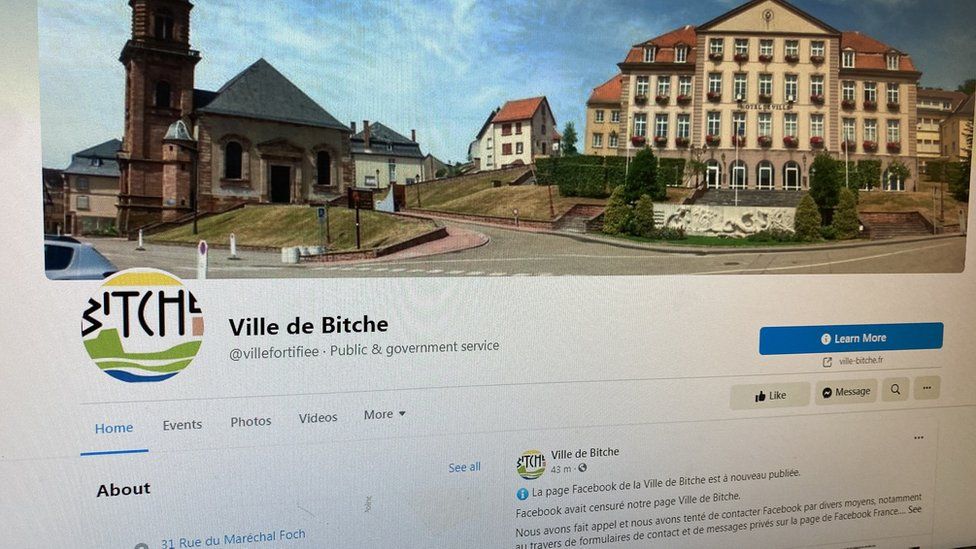 HOTEL DE VILLE
BITCHE
Ville de Bitche
@villefortifiee · Public & government service
Learn More
ville-bitche.fr
Like
Message
Home
Events
Photos
Videos
More
About
See all
31 Rue du Maréchal Foch
BITCHE
Ville de Bitche
43 m ·
La page Facebook de la Ville de Bitche est à nouveau publiée.
Facebook avait censuré notre page Ville de Bitche.
Nous avons fait appel et nous avons tenté de contacter Facebook par divers moyens, notamment
au travers de formulaires de contact et de messages privés sur la page de Facebook France.... See